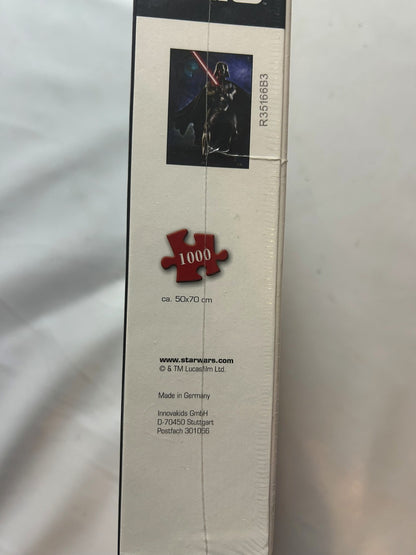 R35166B3
1000
ca. 50x70 cm
www.starwars.com
© & TM Lucasfilm Ltd.
Made in Germany
Innovakids GmbH
D-70450 Stuttgart
Postfach 301066